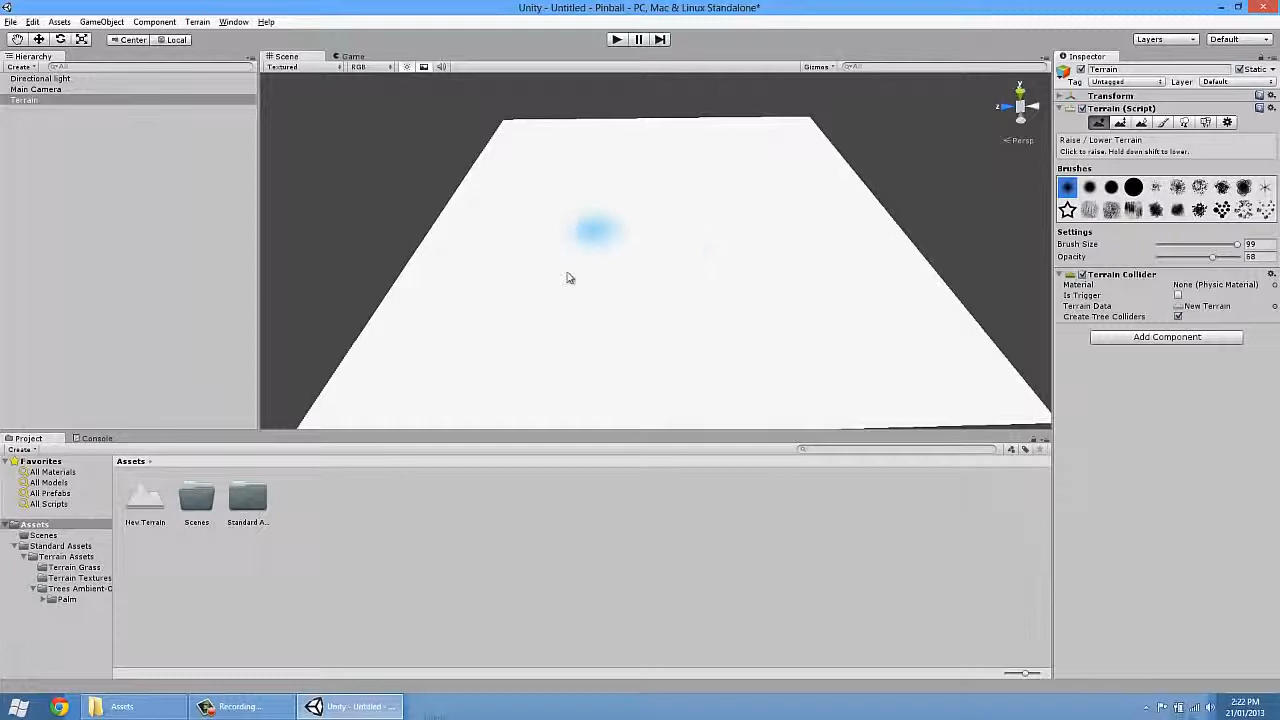 Unity - Untitled - Pinball - PC, Mac & Linux Standalone*
File Edit Assets GameObject Component Terrain Window Help
Center Local Layers Default
Hierarchy Scene Game Inspector
Create All Textured RGB Gizmos All Terrain Static
Directional light
Main Camera
Terrain
Tag Untagged Layer Default
Transform
Terrain (Script)
y
z
Persp
Raise / Lower Terrain
Click to raise. Hold down shift to lower.
Brushes
Settings
Brush Size 99
Opacity 68
Terrain Collider
Material None (Physic Material)
Is Trigger
Terrain Data New Terrain
Create Tree Colliders
Add Component
Project Console
Create
Favorites Assets
All Materials
All Models
All Prefabs
All Scripts
New Terrain Scenes Standard A...
Assets
Scenes
Standard Assets
Terrain Assets
Terrain Grass
Terrain Textures
Trees Ambient-O
Palm
Assets Recording... Unity - Untitled - ...
2:22 PM
21/01/2013